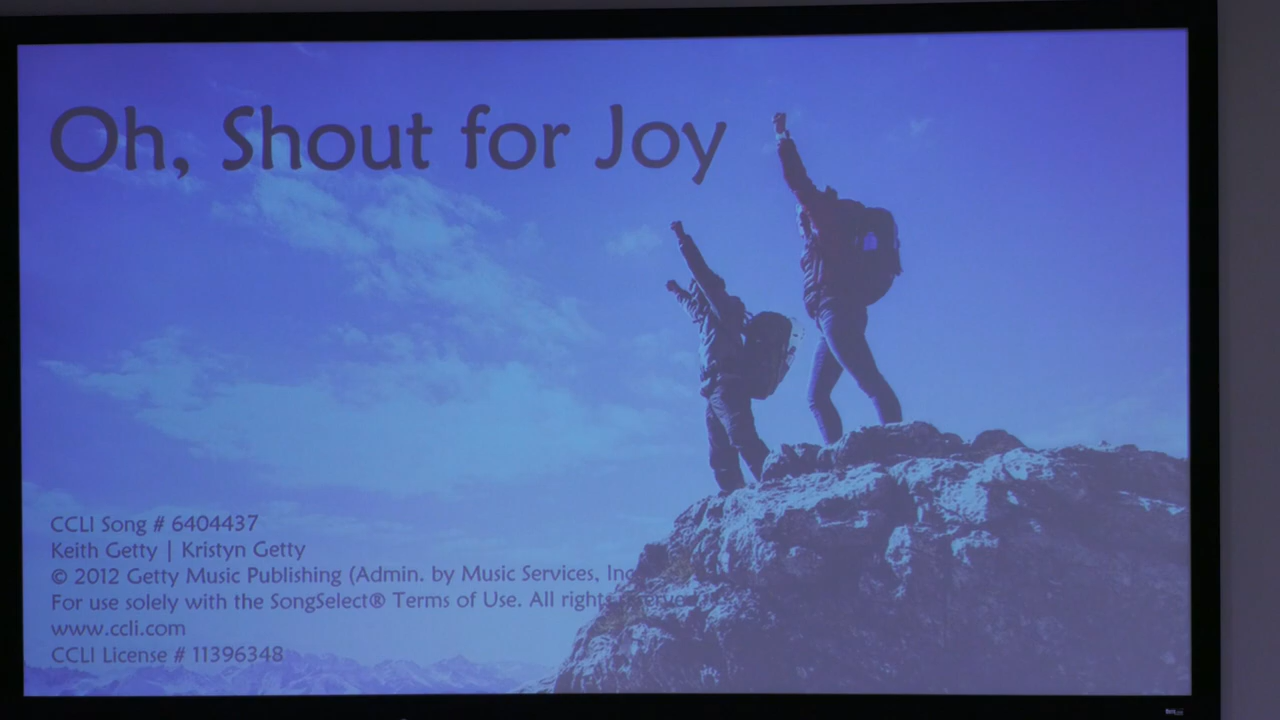 Oh, Shout for Joy
CCLI Song # 6404437
Keith Getty | Kristyn Getty
© 2012 Getty Music Publishing (Admin. by Music Services, Inc
For use solely with the SongSelect® Terms of Use. All rights reserved.
www.ccli.com
CCLI License # 11396348